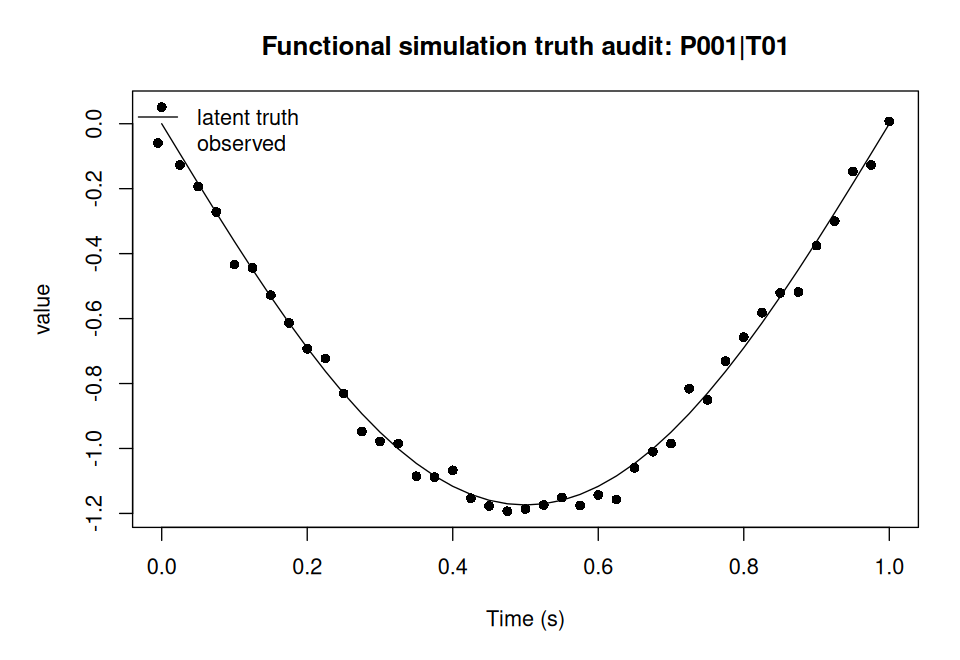 Functional simulation truth audit: P001|T01
latent truth
observed
0.0
-0.2
-0.4
-0.6
-0.8
-1.0
-1.2
value
0.0 0.2 0.4 0.6 0.8 1.0
Time (s)